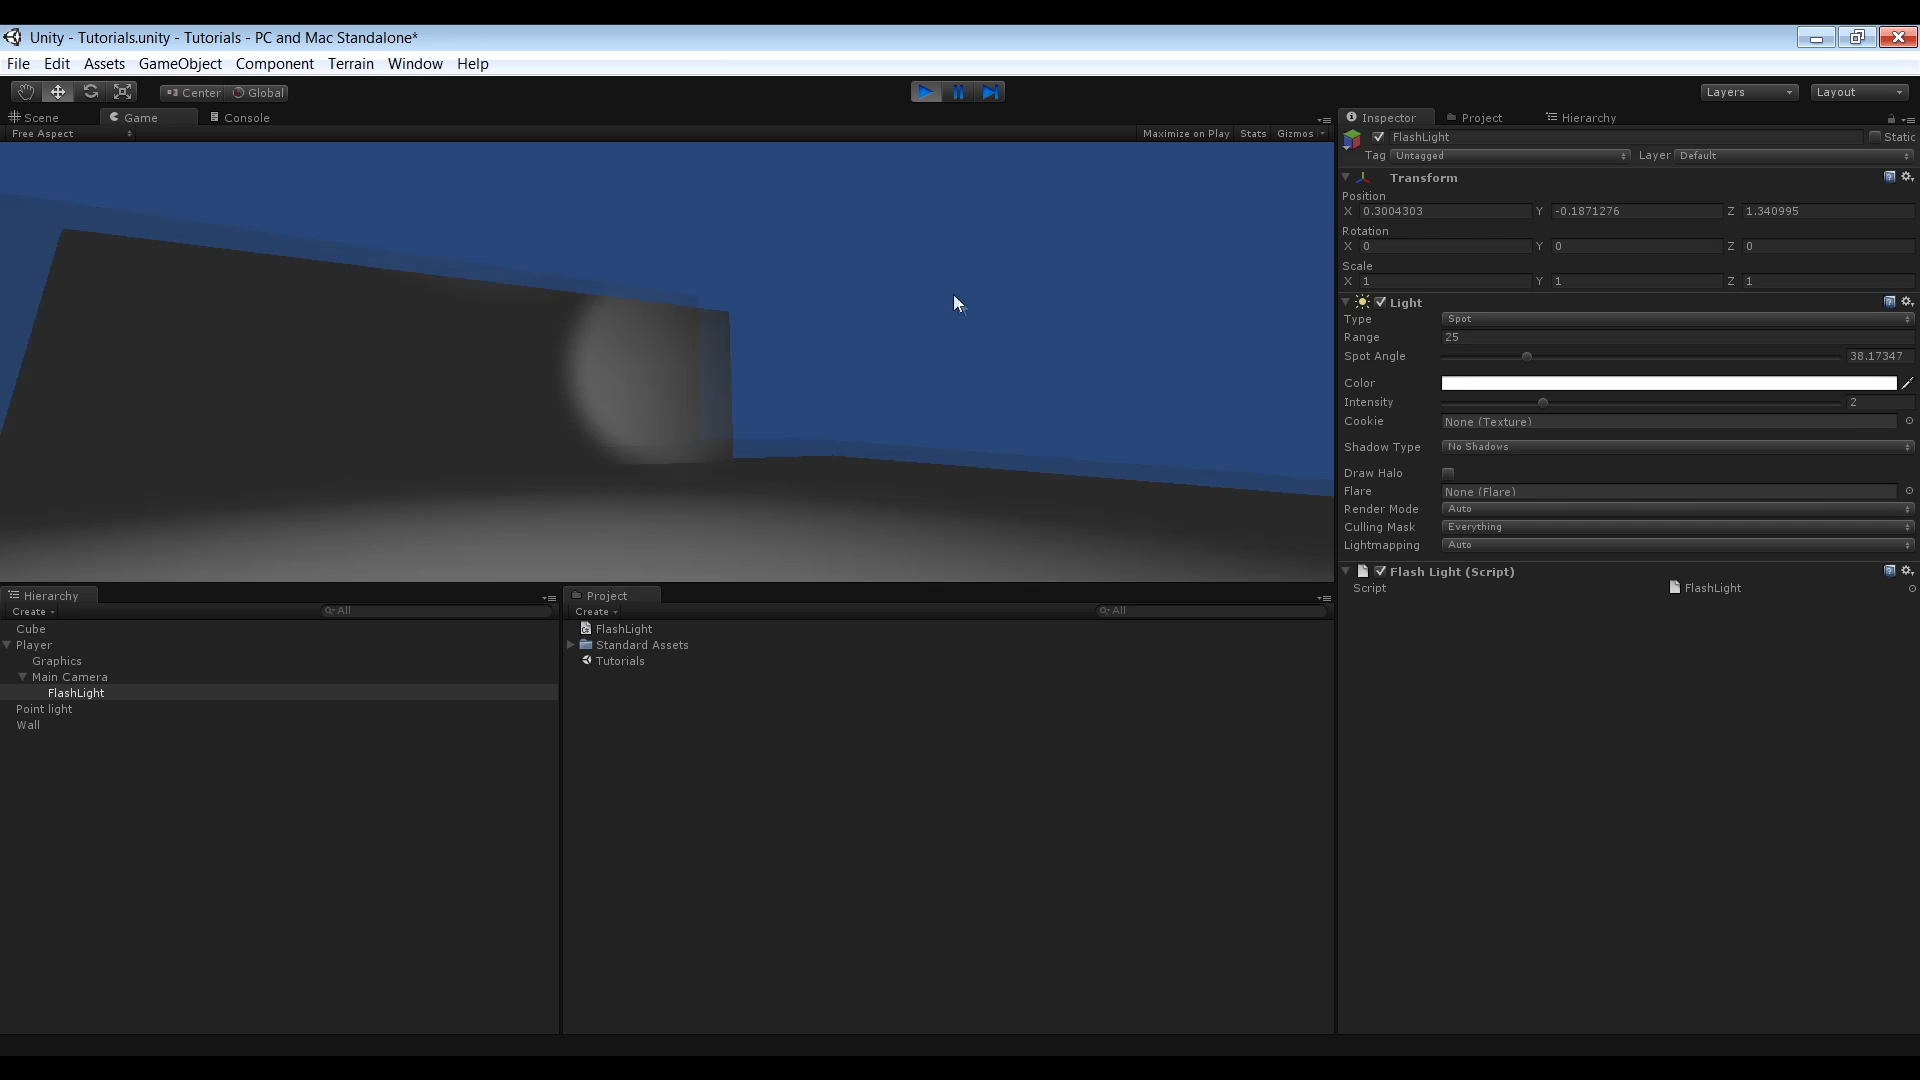 Unity - Tutorials.unity - Tutorials - PC and Mac Standalone*
File Edit Assets GameObject Component Terrain Window Help
Center Global Layers Layout
Scene Game Console
Free Aspect Maximize on Play Stats Gizmos
Inspector Project Hierarchy
FlashLight Static
Tag Untagged Layer Default
Transform
Position
X 0.3004303 Y -0.1871276 Z 1.340995
Rotation
X 0 Y 0 Z 0
Scale
X 1 Y 1 Z 1
Light
Type Spot
Range 25
Spot Angle 38.17347
Color
Intensity 2
Cookie None (Texture)
Shadow Type No Shadows
Draw Halo
Flare None (Flare)
Render Mode Auto
Culling Mask Everything
Lightmapping Auto
Flash Light (Script)
Script FlashLight
Hierarchy
Create All
Cube
Player
Graphics
Main Camera
FlashLight
Point light
Wall
Project
Create All
FlashLight
Standard Assets
Tutorials